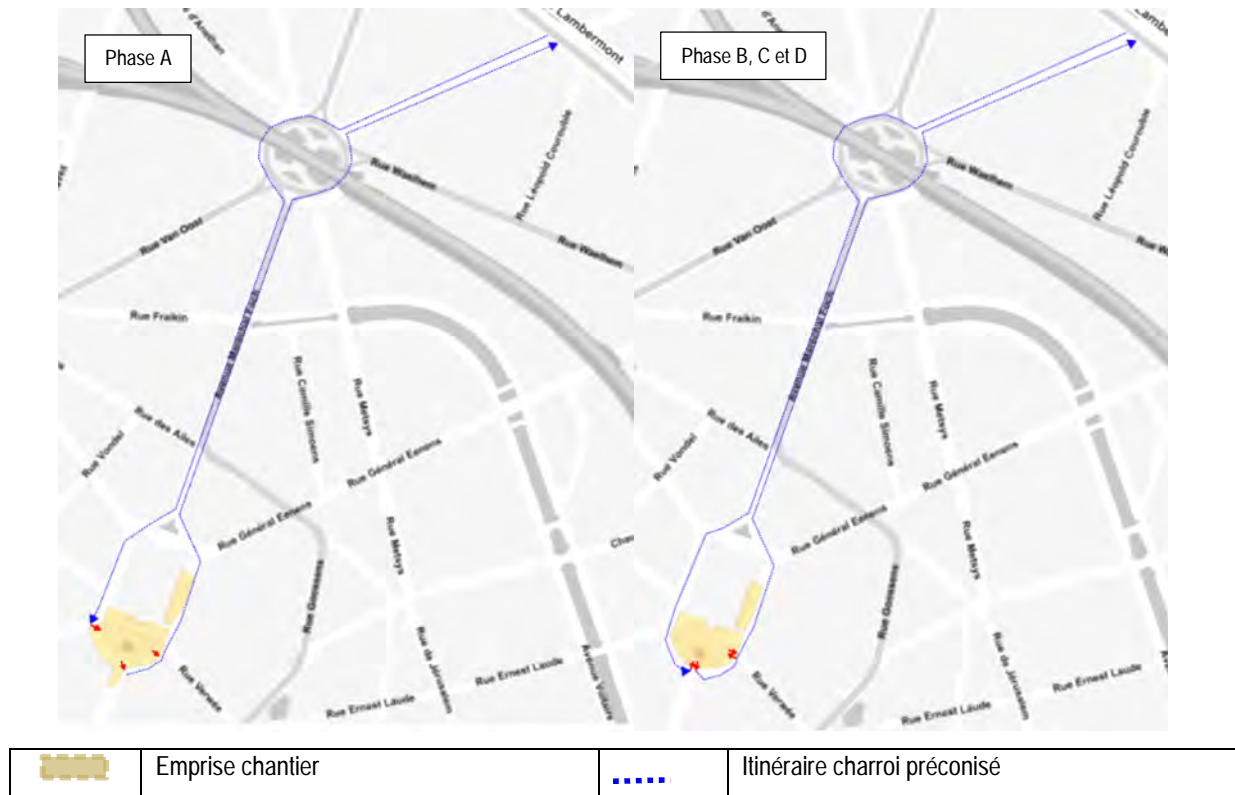 Phase A
Lambermont
Rue Waelhem
Rue Léopold Courouble
Rue Van Oost
Rue Waelhem
Rue Fraikin
Avenue Maréchal Foch
Rue Camille Simoens
Rue Metsys
Rue des Ailes
Rue Vondel
Rue Général Eenens
Rue Général Eenens
Rue Metsys
Rue Goossens
Rue de Jérusalem
Rue Verwée
Rue Ernest Laude
Rue Ernest Laude
Avenue Voltaire
Phase B, C et D
Rue Waelhem
Rue Léopold Courouble
Rue Van Oost
Rue Fraikin
Avenue Maréchal Foch
Rue Camille Simoens
Rue Metsys
Rue des Ailes
Rue Vondel
Rue Général Eenens
Rue Général Eenens
Rue Metsys
Rue Goossens
Rue de Jérusalem
Rue Verwée
Rue Ernest Laude
Rue Ernest Laude
Avenue Voltaire
Emprise chantier
Itinéraire charroi préconisé